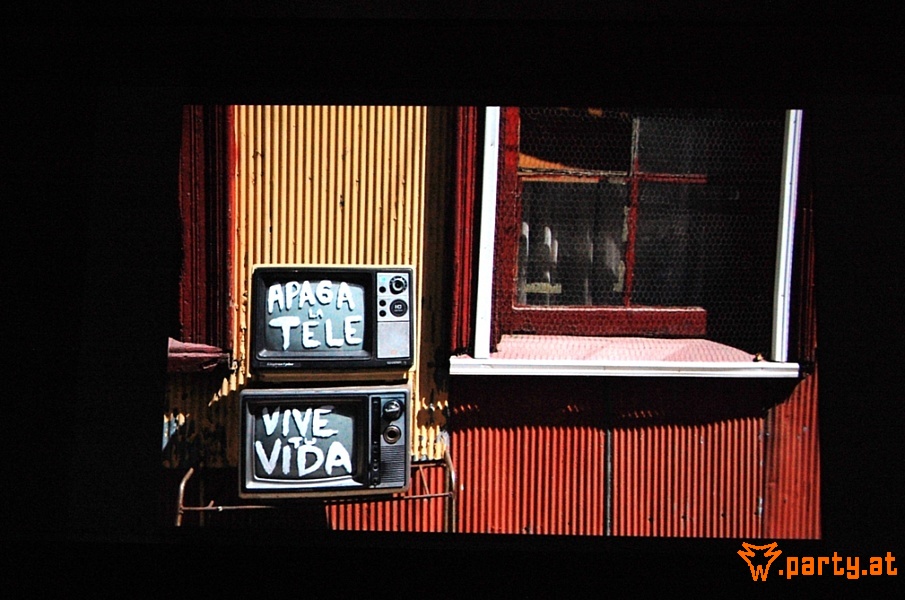 APAGA
LA
TELE
VIVE
TU
VIDA
.party.at